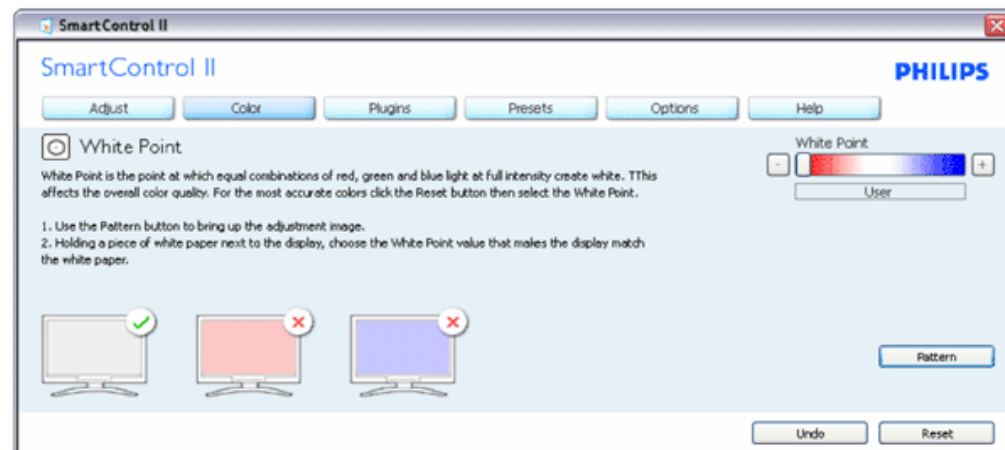 SmartControl II
SmartControl II
PHILIPS
Adjust Color Plugins Presets Options Help
White Point
White Point is the point at which equal combinations of red, green and blue light at full intensity create white. TThis
affects the overall color quality. For the most accurate colors click the Reset button then select the White Point.
1. Use the Pattern button to bring up the adjustment image.
2. Holding a piece of white paper next to the display, choose the White Point value that makes the display match
the white paper.
White Point
- +
User
Pattern
Undo Reset